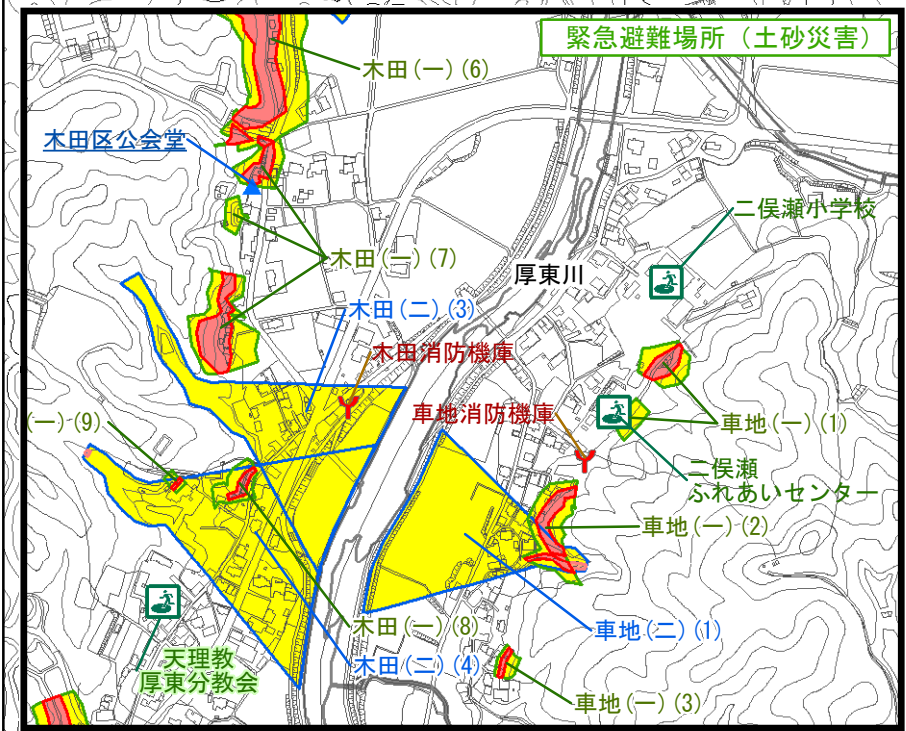 緊急避難場所（土砂災害）
木田(一)(6)
木田区公会堂
二俣瀬小学校
木田(一)(7)
厚東川
木田(二)(3)
木田消防機庫
車地消防機庫
(一)(9)
車地(一)(1)
二俣瀬
ふれあいセンター
車地(一)(2)
木田(一)(8)
車地(二)(1)
天理教
厚東分教会
木田(二)(4)
車地(一)(3)